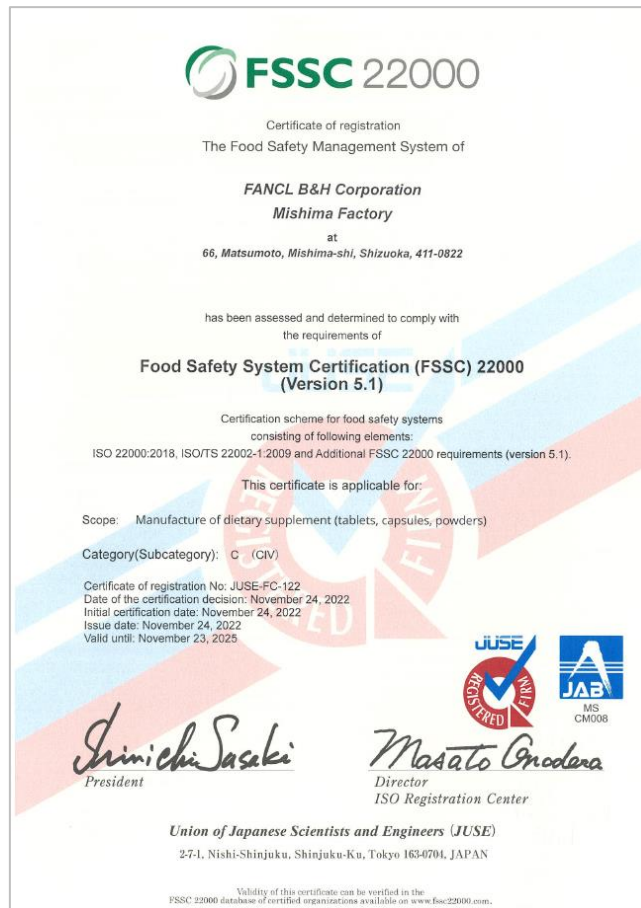 FSSC 22000
Certificate of registration
The Food Safety Management System of
FANCL B&H Corporation
Mishima Factory
at
66, Matsumoto, Mishima-shi, Shizuoka, 411-0822
has been assessed and determined to comply with
the requirements of
Food Safety System Certification (FSSC) 22000
(Version 5.1)
Certification scheme for food safety systems
consisting of following elements:
ISO 22000:2018, ISO/TS 22002-1:2009 and Additional FSSC 22000 requirements (version 5.1).
This certificate is applicable for:
Scope: Manufacture of dietary supplement (tablets, capsules, powders)
Category(Subcategory): C (CIV)
Certificate of registration No: JUSE-FC-122
Date of the certification decision: November 24, 2022
Initial certification date: November 24, 2022
Issue date: November 24, 2022
Valid until: November 23, 2025
JUSE
REGISTERED FIRM
JUSE
REGISTERED FIRM
JAB
MS
CM008
Shinichi Sasaki
President
Masato Onodera
Director
ISO Registration Center
Union of Japanese Scientists and Engineers (JUSE)
2-7-1, Nishi-Shinjuku, Shinjuku-Ku, Tokyo 163-0704, JAPAN
Validity of this certificate can be verified in the
FSSC 22000 database of certified organizations available on www.fssc22000.com.